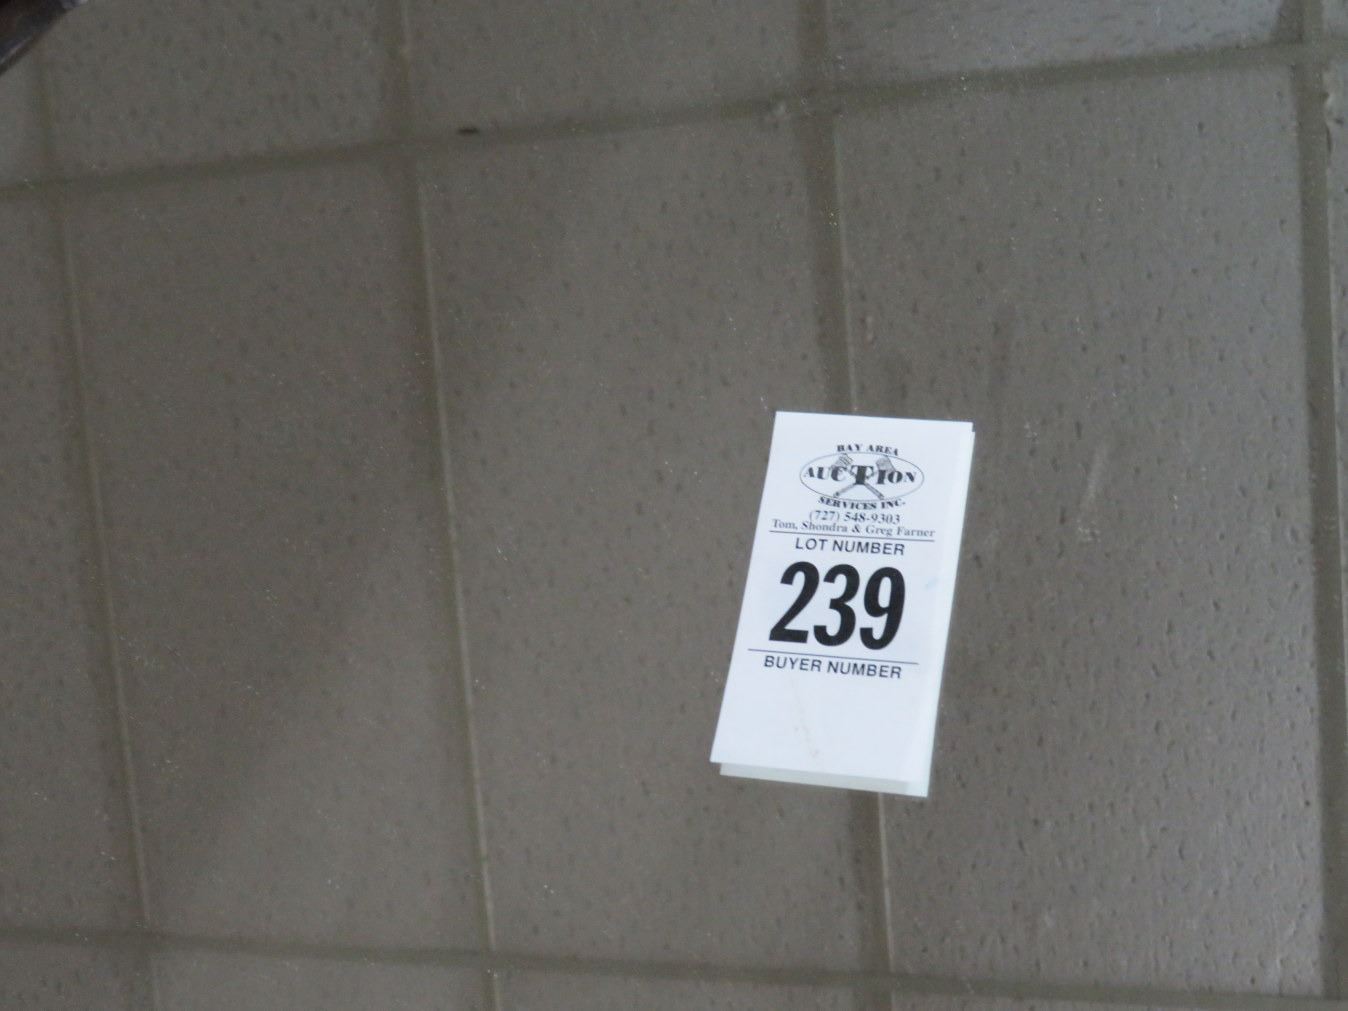 BAY AREA
AUCTION
SERVICES INC.
(727) 548-9303
Tom, Shondra & Greg Farner
LOT NUMBER
239
BUYER NUMBER